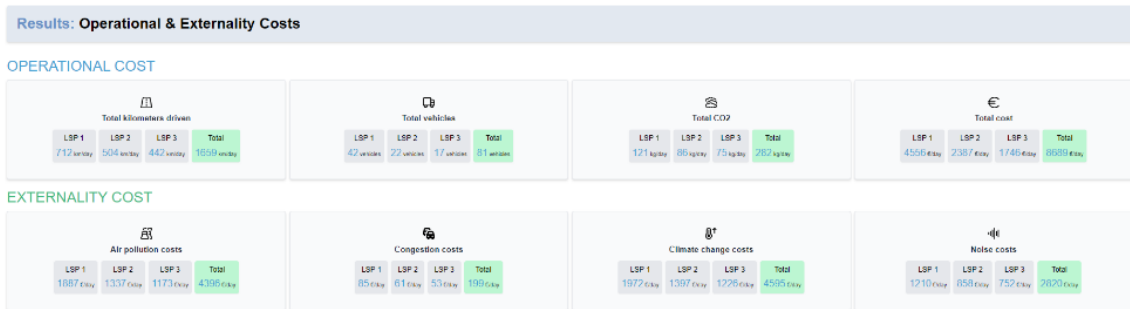 Results: Operational & Externality Costs
OPERATIONAL COST
Total kilometers driven
LSP 1 LSP 2 LSP 3 Total
712 km/day 504 km/day 442 km/day 1659 km/day
Total vehicles
LSP 1 LSP 2 LSP 3 Total
42 vehicles 22 vehicles 17 vehicles 81 vehicles
Total CO2
LSP 1 LSP 2 LSP 3 Total
121 kg/day 86 kg/day 75 kg/day 282 kg/day
Total cost
LSP 1 LSP 2 LSP 3 Total
4556 €/day 2387 €/day 1746 €/day 8689 €/day
EXTERNALITY COST
Air pollution costs
LSP 1 LSP 2 LSP 3 Total
1887 €/day 1337 €/day 1173 €/day 4396 €/day
Congestion costs
LSP 1 LSP 2 LSP 3 Total
85 €/day 61 €/day 53 €/day 199 €/day
Climate change costs
LSP 1 LSP 2 LSP 3 Total
1972 €/day 1397 €/day 1226 €/day 4595 €/day
Noise costs
LSP 1 LSP 2 LSP 3 Total
1210 €/day 858 €/day 752 €/day 2820 €/day